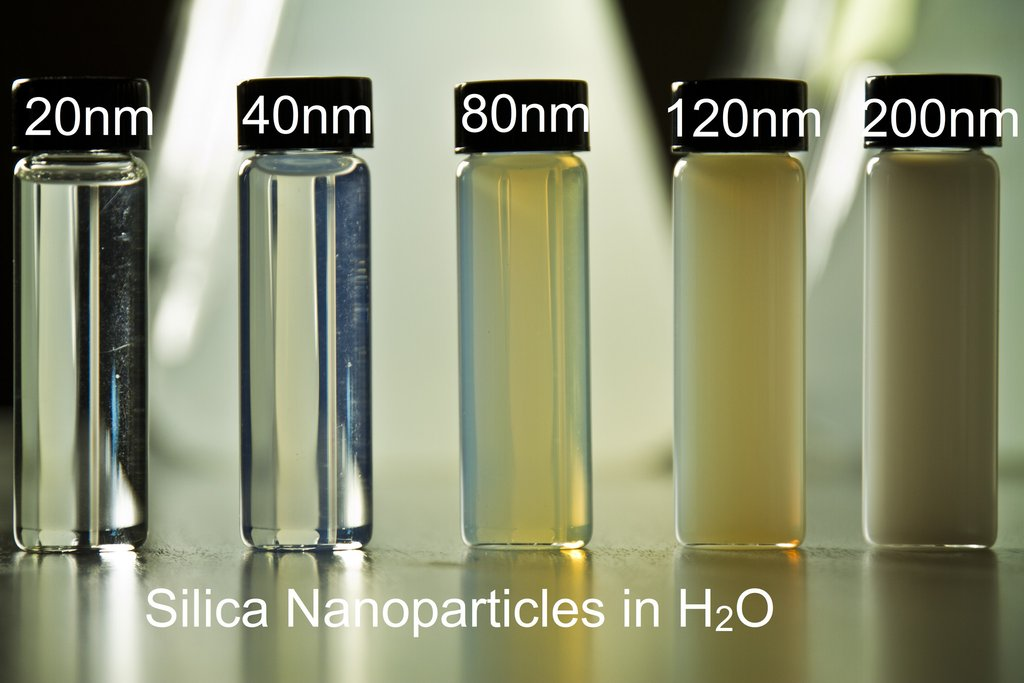 20nm 40nm 80nm 120nm 200nm
Silica Nanoparticles in H₂O